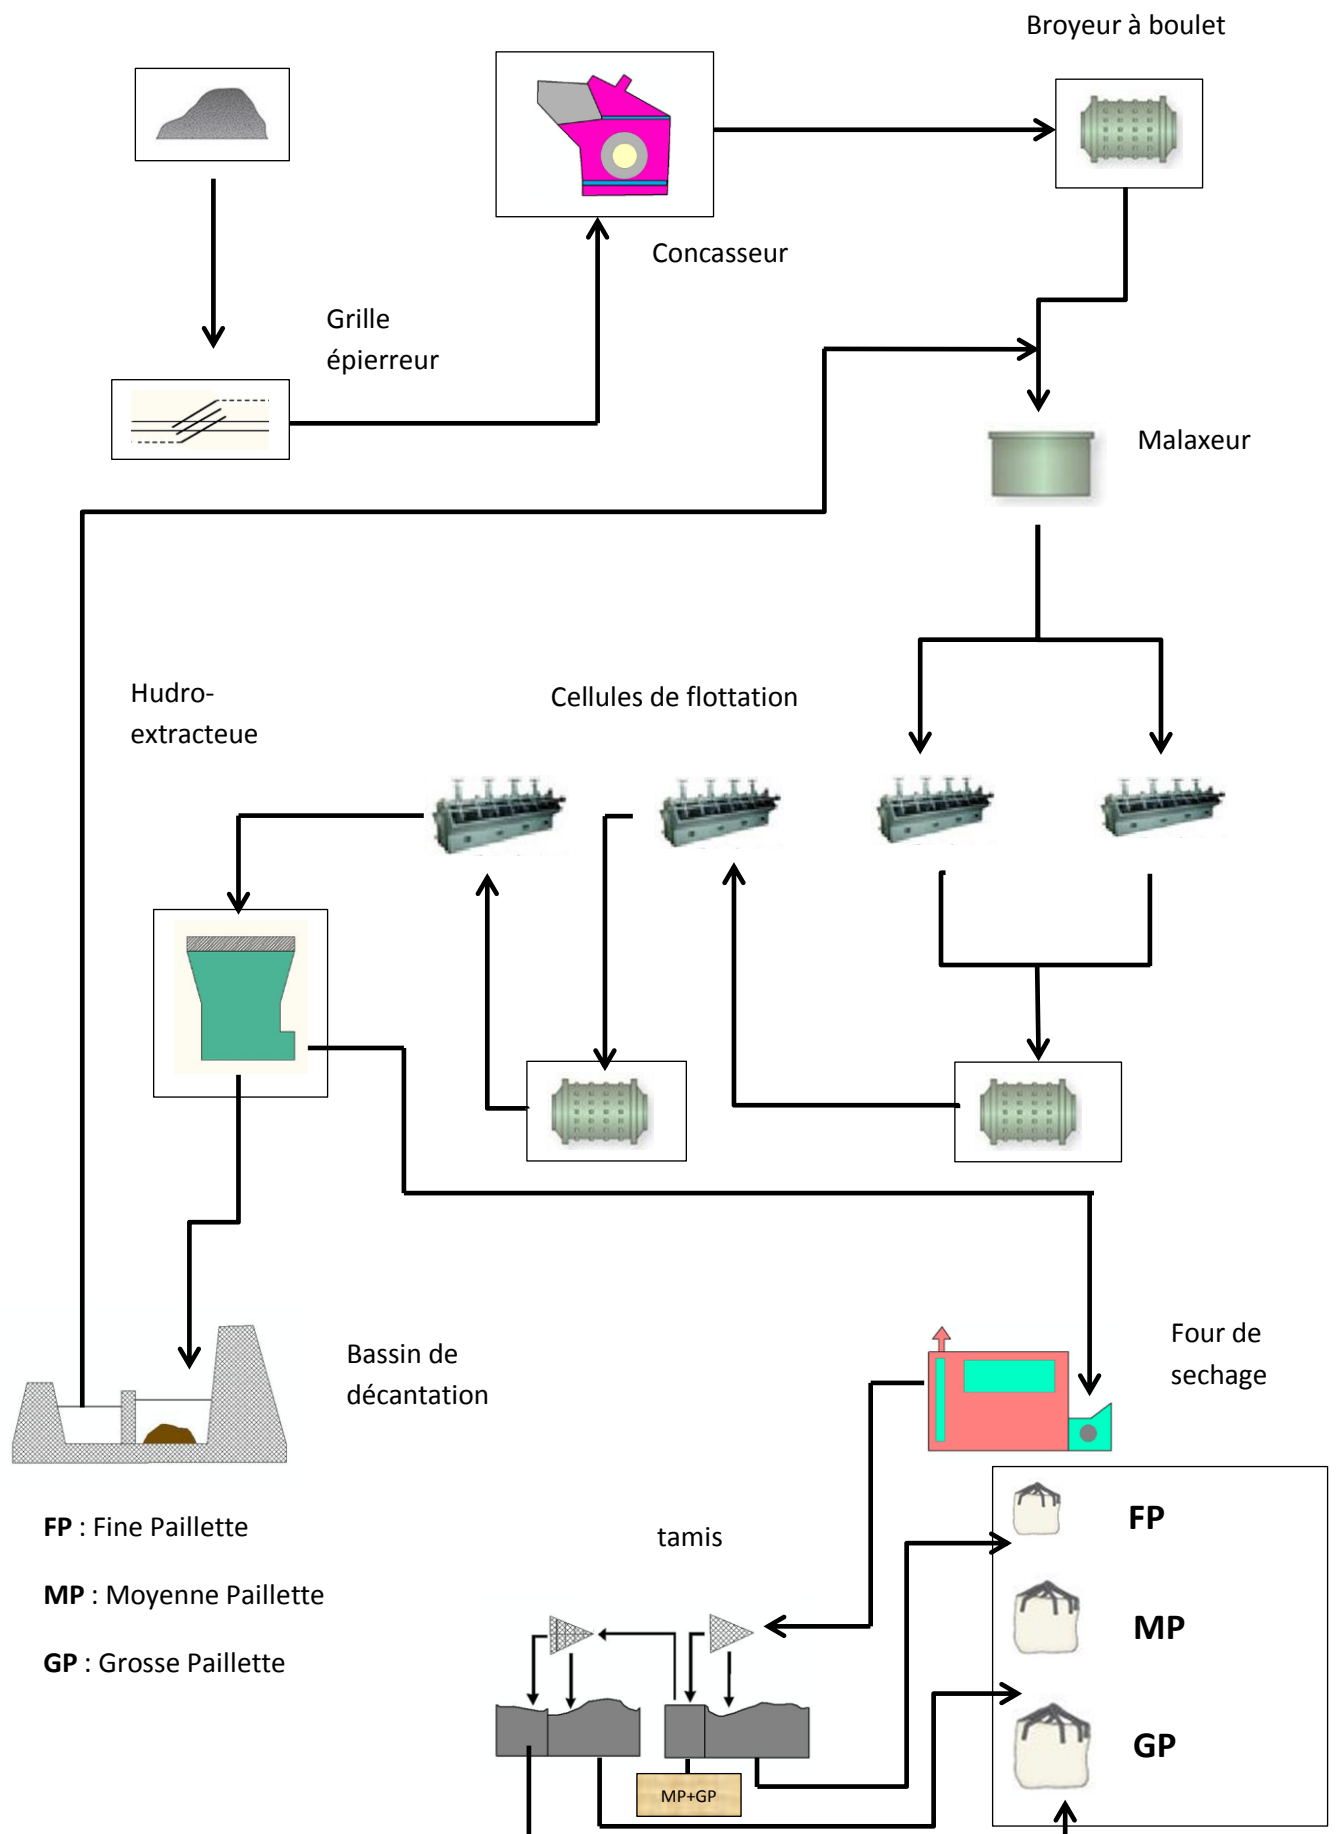 Broyeur à boulet
Concasseur
Grille
épierreur
Malaxeur
Hudro-
extracteue
Cellules de flottation
Bassin de
décantation
Four de
sechage
FP : Fine Paillette
MP : Moyenne Paillette
GP : Grosse Paillette
tamis
FP
MP
GP
MP+GP